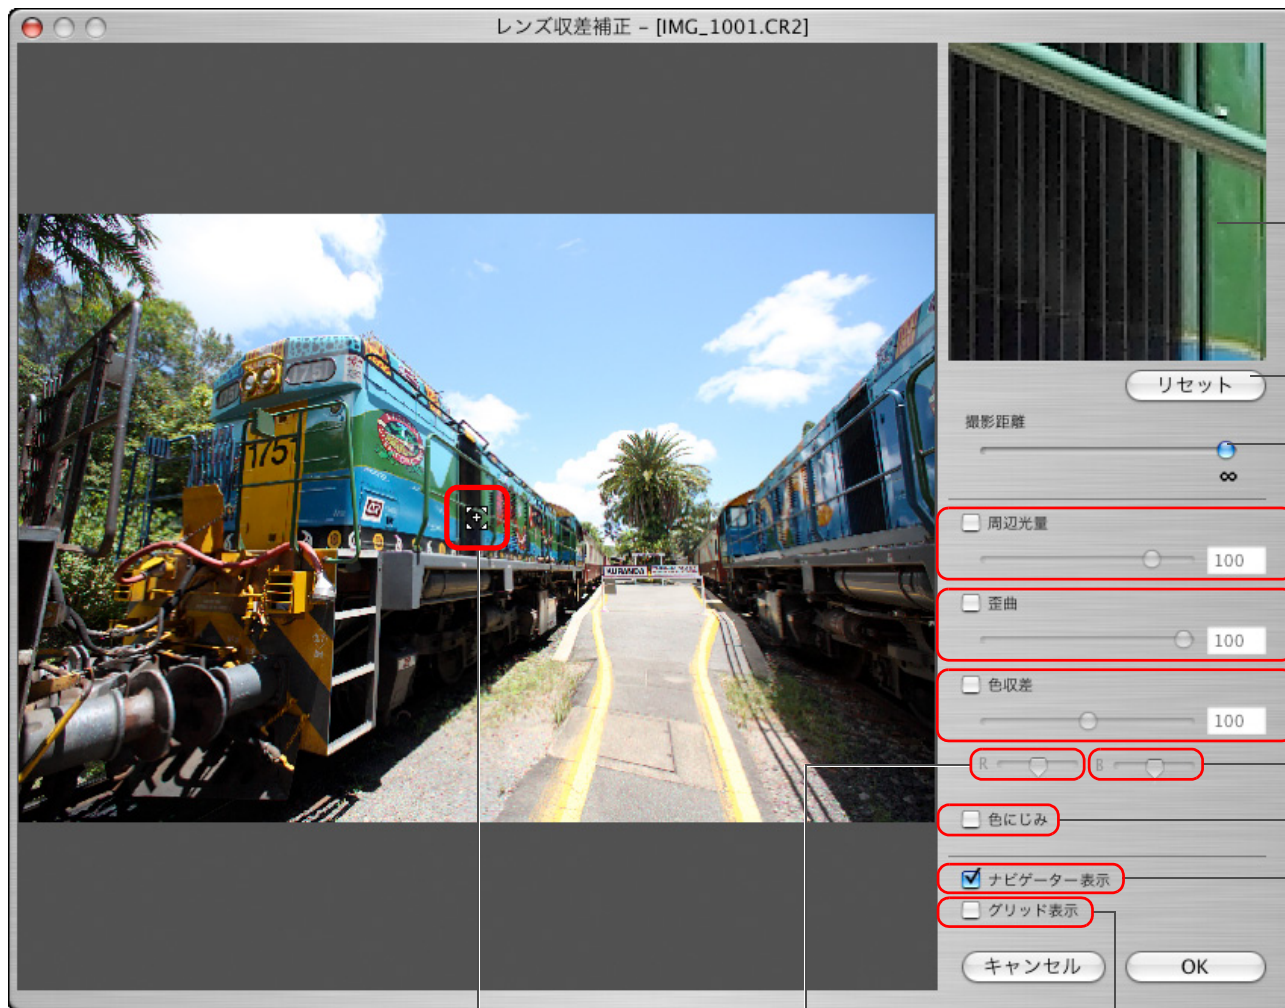 レンズ収差補正 – [IMG_1001.CR2]
リセット
撮影距離
∞
周辺光量
100
歪曲
100
色収差
100
R B
色にじみ
ナビゲーター表示
グリッド表示
キャンセル OK
1751
175
KURANDA